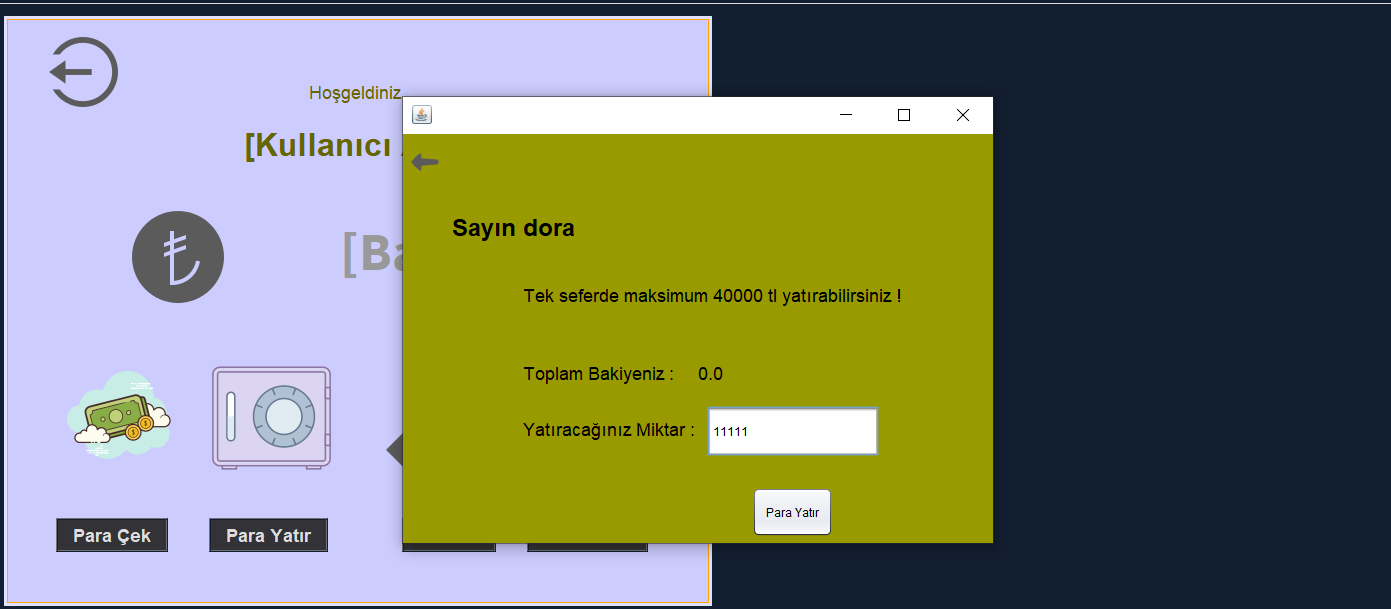 Hoşgeldiniz
[Kullanıcı
[Ba
Para Çek
Para Yatır
Sayın dora
Tek seferde maksimum 40000 tl yatırabilirsiniz !
Toplam Bakiyeniz : 0.0
Yatıracağınız Miktar : 11111
Para Yatır